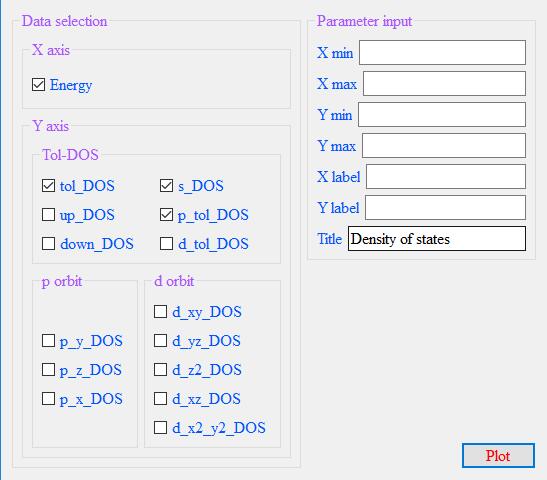 Data selection
X axis
Energy
Y axis
Tol-DOS
tol_DOS
s_DOS
up_DOS
p_tol_DOS
down_DOS
d_tol_DOS
p orbit
p_y_DOS
p_z_DOS
p_x_DOS
d orbit
d_xy_DOS
d_yz_DOS
d_z2_DOS
d_xz_DOS
d_x2_y2_DOS
Parameter input
X min
X max
Y min
Y max
X label
Y label
Title Density of states
Plot